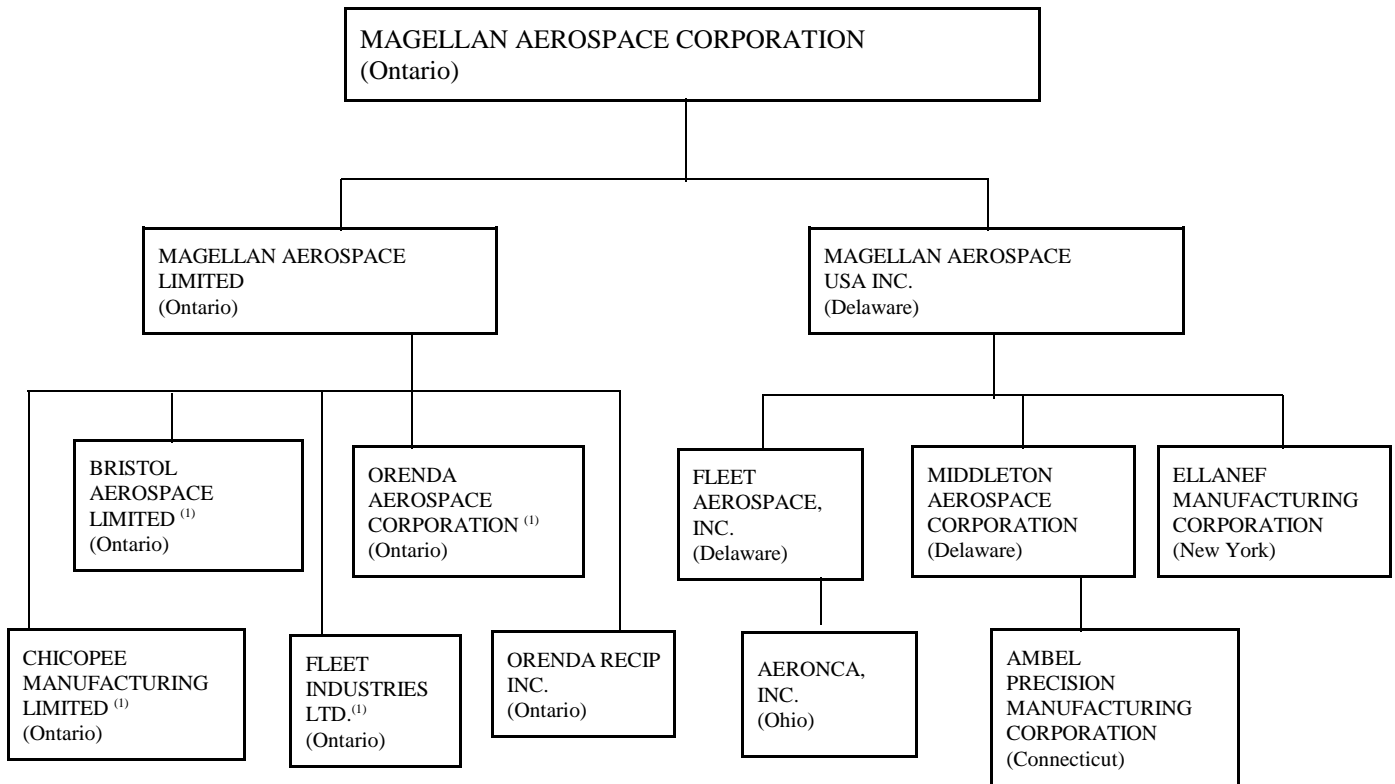 MAGELLAN AEROSPACE CORPORATION
(Ontario)
MAGELLAN AEROSPACE
LIMITED
(Ontario)
MAGELLAN AEROSPACE
USA INC.
(Delaware)
BRISTOL
AEROSPACE
LIMITED (1)
(Ontario)
ORENDA
AEROSPACE
CORPORATION (1)
(Ontario)
FLEET
AEROSPACE,
INC.
(Delaware)
MIDDLETON
AEROSPACE
CORPORATION
(Delaware)
ELLANEF
MANUFACTURING
CORPORATION
(New York)
CHICOPEE
MANUFACTURING
LIMITED (1)
(Ontario)
FLEET
INDUSTRIES
LTD.(1)
(Ontario)
ORENDA RECIP
INC.
(Ontario)
AERONCA,
INC.
(Ohio)
AMBEL
PRECISION
MANUFACTURING
CORPORATION
(Connecticut)